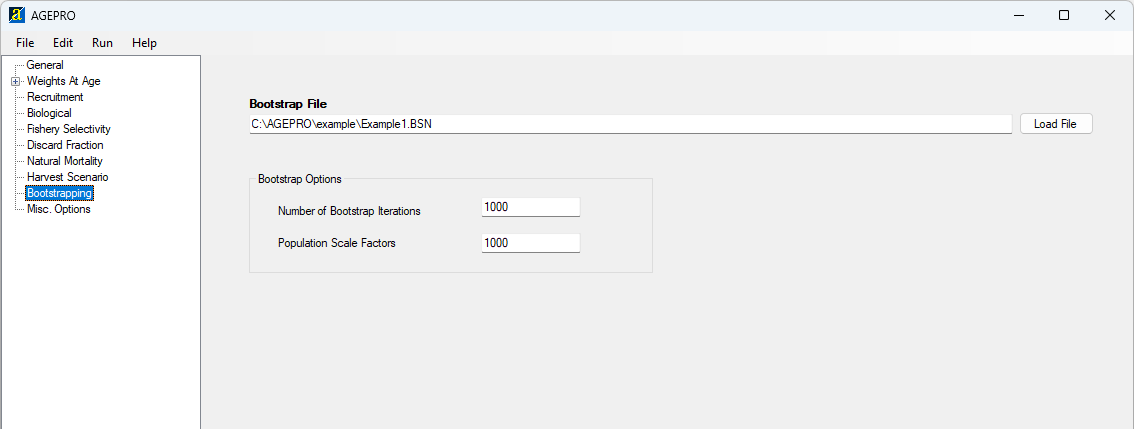 AGEPRO
File Edit Run Help
General
Weights At Age
Recruitment
Biological
Fishery Selectivity
Discard Fraction
Natural Mortality
Harvest Scenario
Bootstrapping
Misc. Options
Bootstrap File
C:\AGEPRO\example\Example1.BSN Load File
Bootstrap Options
Number of Bootstrap Iterations 1000
Population Scale Factors 1000